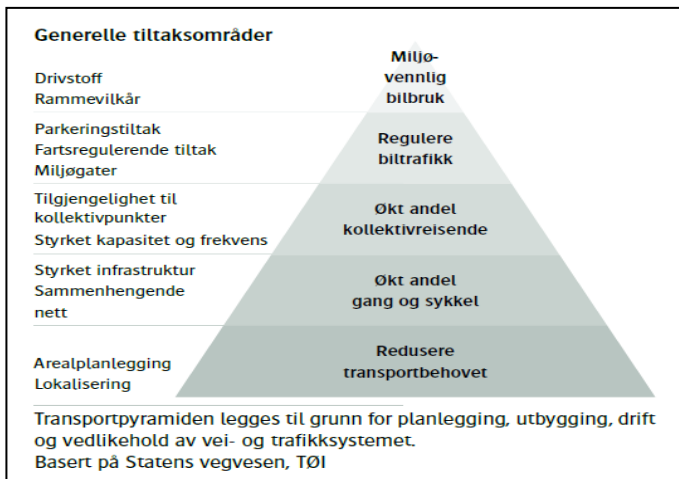 Generelle tiltaksområder
Drivstoff
Rammevilkår
Miljø-
vennlig
bilbruk
Parkeringstiltak
Fartsregulerende tiltak
Miljøgater
Regulere
biltrafikk
Tilgjengelighet til
kollektivpunkter
Styrket kapasitet og frekvens
Økt andel
kollektivreisende
Styrket infrastruktur
Sammenhengende
nett
Økt andel
gang og sykkel
Arealplanlegging
Lokalisering
Redusere
transportbehovet
Transportpyramiden legges til grunn for planlegging, utbygging, drift
og vedlikehold av vei- og trafikksystemet.
Basert på Statens vegvesen, TØI